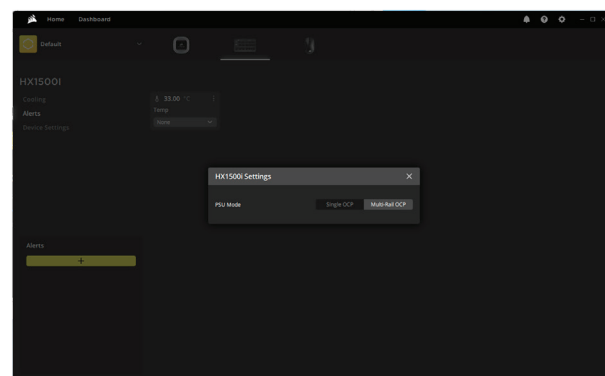 Home Dashboard
Default
HX1500I
Cooling
Alerts
Device Settings
33.00 °C
Temp
None
HX1500i Settings
PSU Mode
Single OCP Multi-Rail OCP
Alerts
+